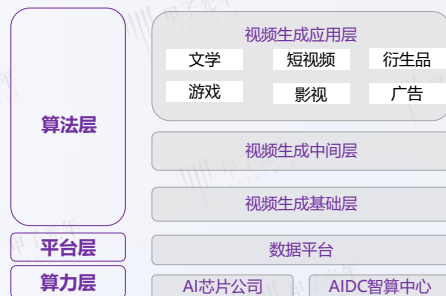 视频生成应用层
文学 短视频 衍生品
游戏 影视 广告
算法层
视频生成中间层
视频生成基础层
平台层 数据平台
算力层 AI芯片公司 AIDC智算中心